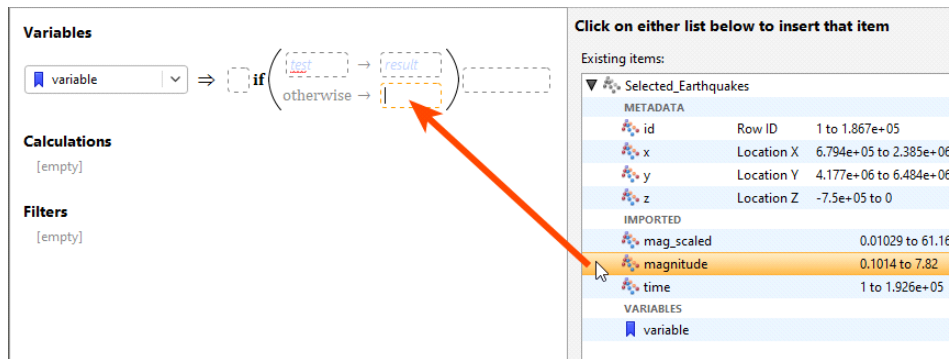 Variables
variable ⇒ if ( test → result )
otherwise →
Calculations
[empty]
Filters
[empty]
Click on either list below to insert that item
Existing items:
Selected_Earthquakes
METADATA
id Row ID 1 to 1.867e+05
x Location X 6.794e+05 to 2.385e+06
y Location Y 4.177e+06 to 6.484e+06
z Location Z -7.5e+05 to 0
IMPORTED
mag_scaled 0.01029 to 61.16
magnitude 0.1014 to 7.82
time 1 to 1.926e+05
VARIABLES
variable